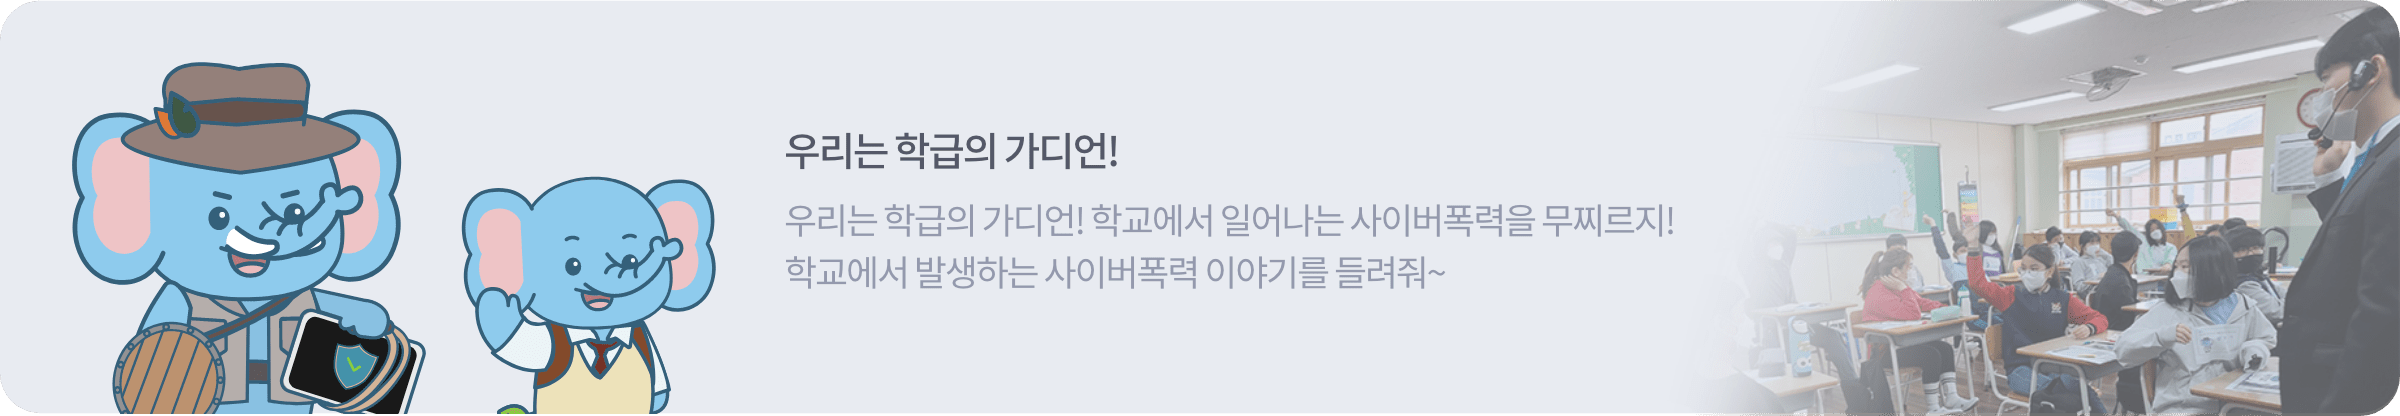 우리는 학급의 가디언!
우리는 학급의 가디언! 학교에서 일어나는 사이버폭력을 무찌르지!
학교에서 발생하는 사이버폭력 이야기를 들려줘~